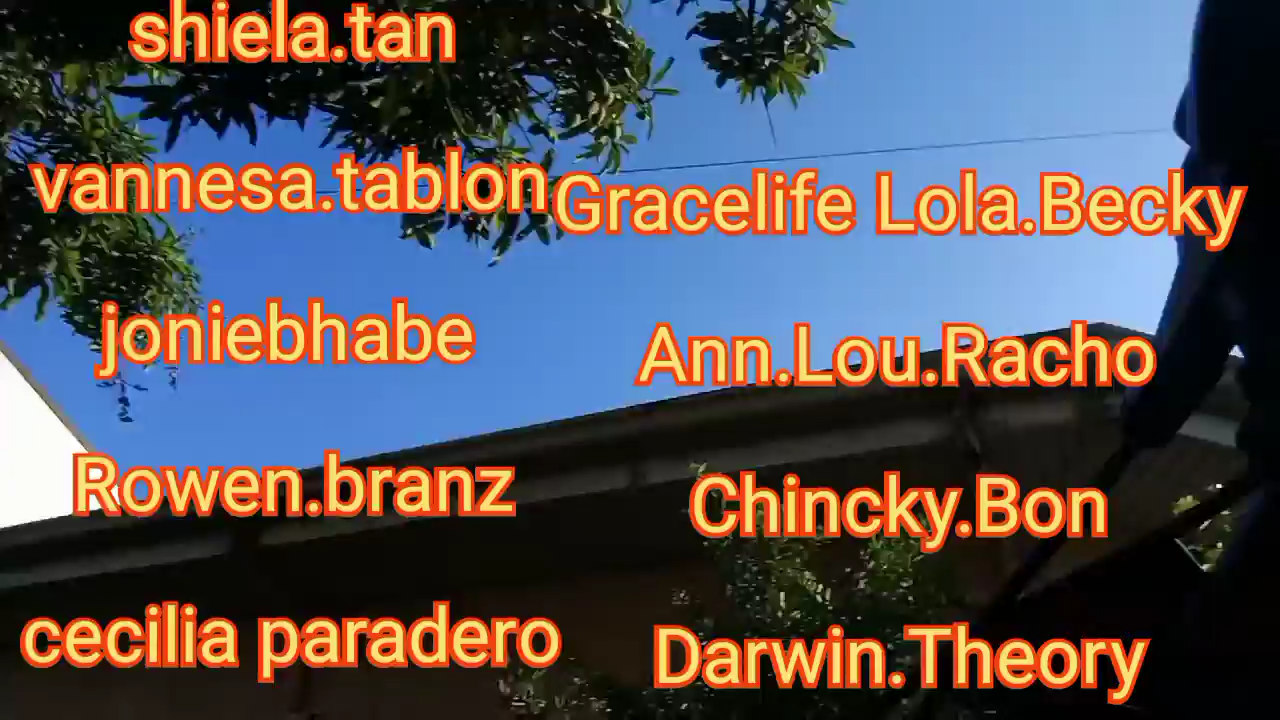 shiela.tan
vannesa.tablon
joniebhabe
Rowen.branz
cecilia paradero
Gracelife Lola.Becky
Ann.Lou.Racho
Chincky.Bon
Darwin.Theory